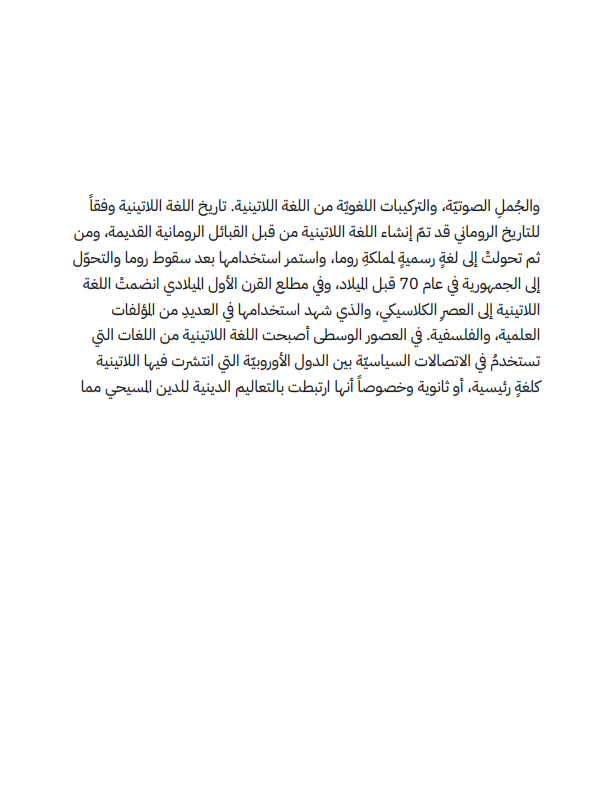 والجُملِ الصوتيّة، والتركيبات اللغويّة من اللغة اللاتينية. تاريخ اللغة اللاتينية وفقاً
للتاريخ الروماني قد تمّ إنشاء اللغة اللاتينية من قبل القبائل الرومانية القديمة، ومن
ثم تحولتْ إلى لغةٍ رسميةٍ لمملكةِ روما، واستمر استخدامها بعد سقوط روما والتحوّل
إلى الجمهورية في عام 70 قبل الميلاد، وفي مطلع القرن الأول الميلادي انضمتْ اللغة
اللاتينية إلى العصرِ الكلاسيكي، والذي شهد استخدامها في العديدِ من المؤلفات
العلمية، والفلسفية. في العصور الوسطى أصبحت اللغة اللاتينية من اللغات التي
تستخدمُ في الاتصالات السياسيّة بين الدول الأوروبيّة التي انتشرت فيها اللاتينية
كلغةٍ رئيسية، أو ثانوية وخصوصاً أنها ارتبطت بالتعاليم الدينية للدين المسيحي مما